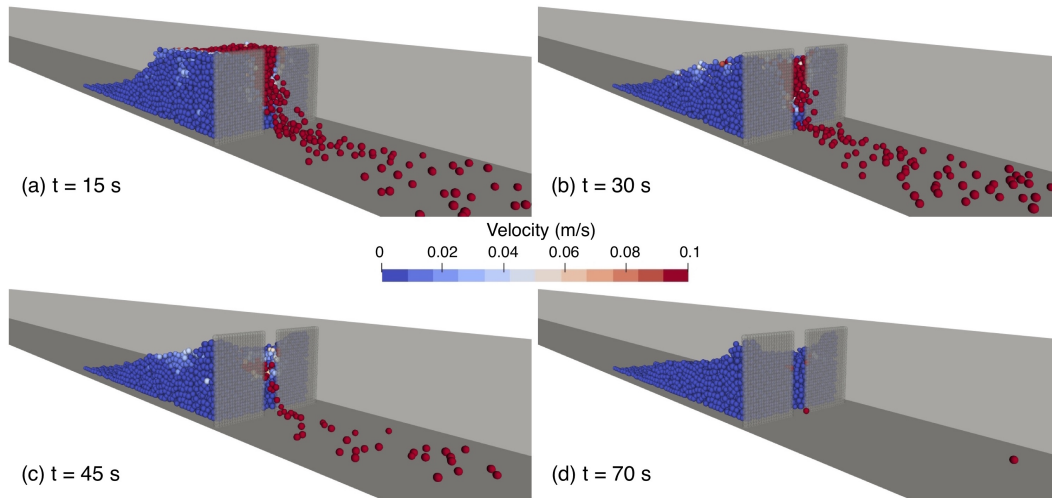 (a) t = 15 s
(b) t = 30 s
Velocity (m/s)
0 0.02 0.04 0.06 0.08 0.1
(c) t = 45 s
(d) t = 70 s